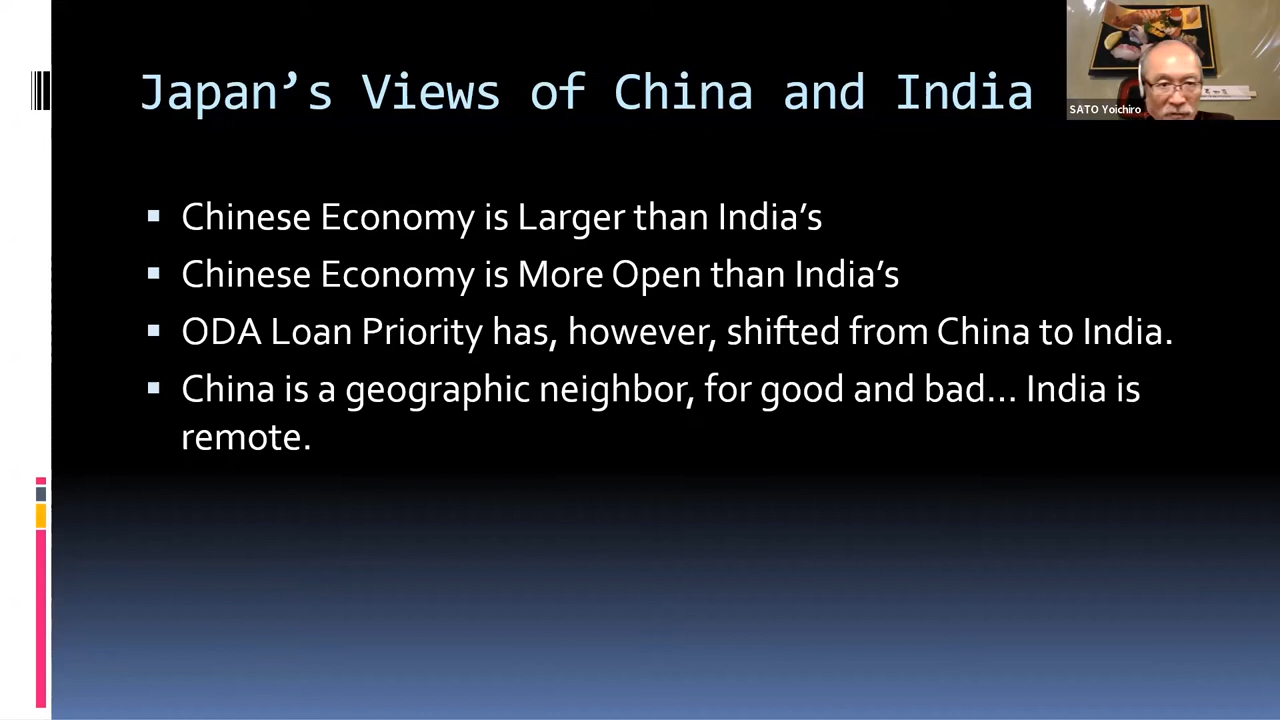 Japan’s Views of China and India
SATO Yoichiro
Chinese Economy is Larger than India’s
Chinese Economy is More Open than India’s
ODA Loan Priority has, however, shifted from China to India.
China is a geographic neighbor, for good and bad… India is
remote.